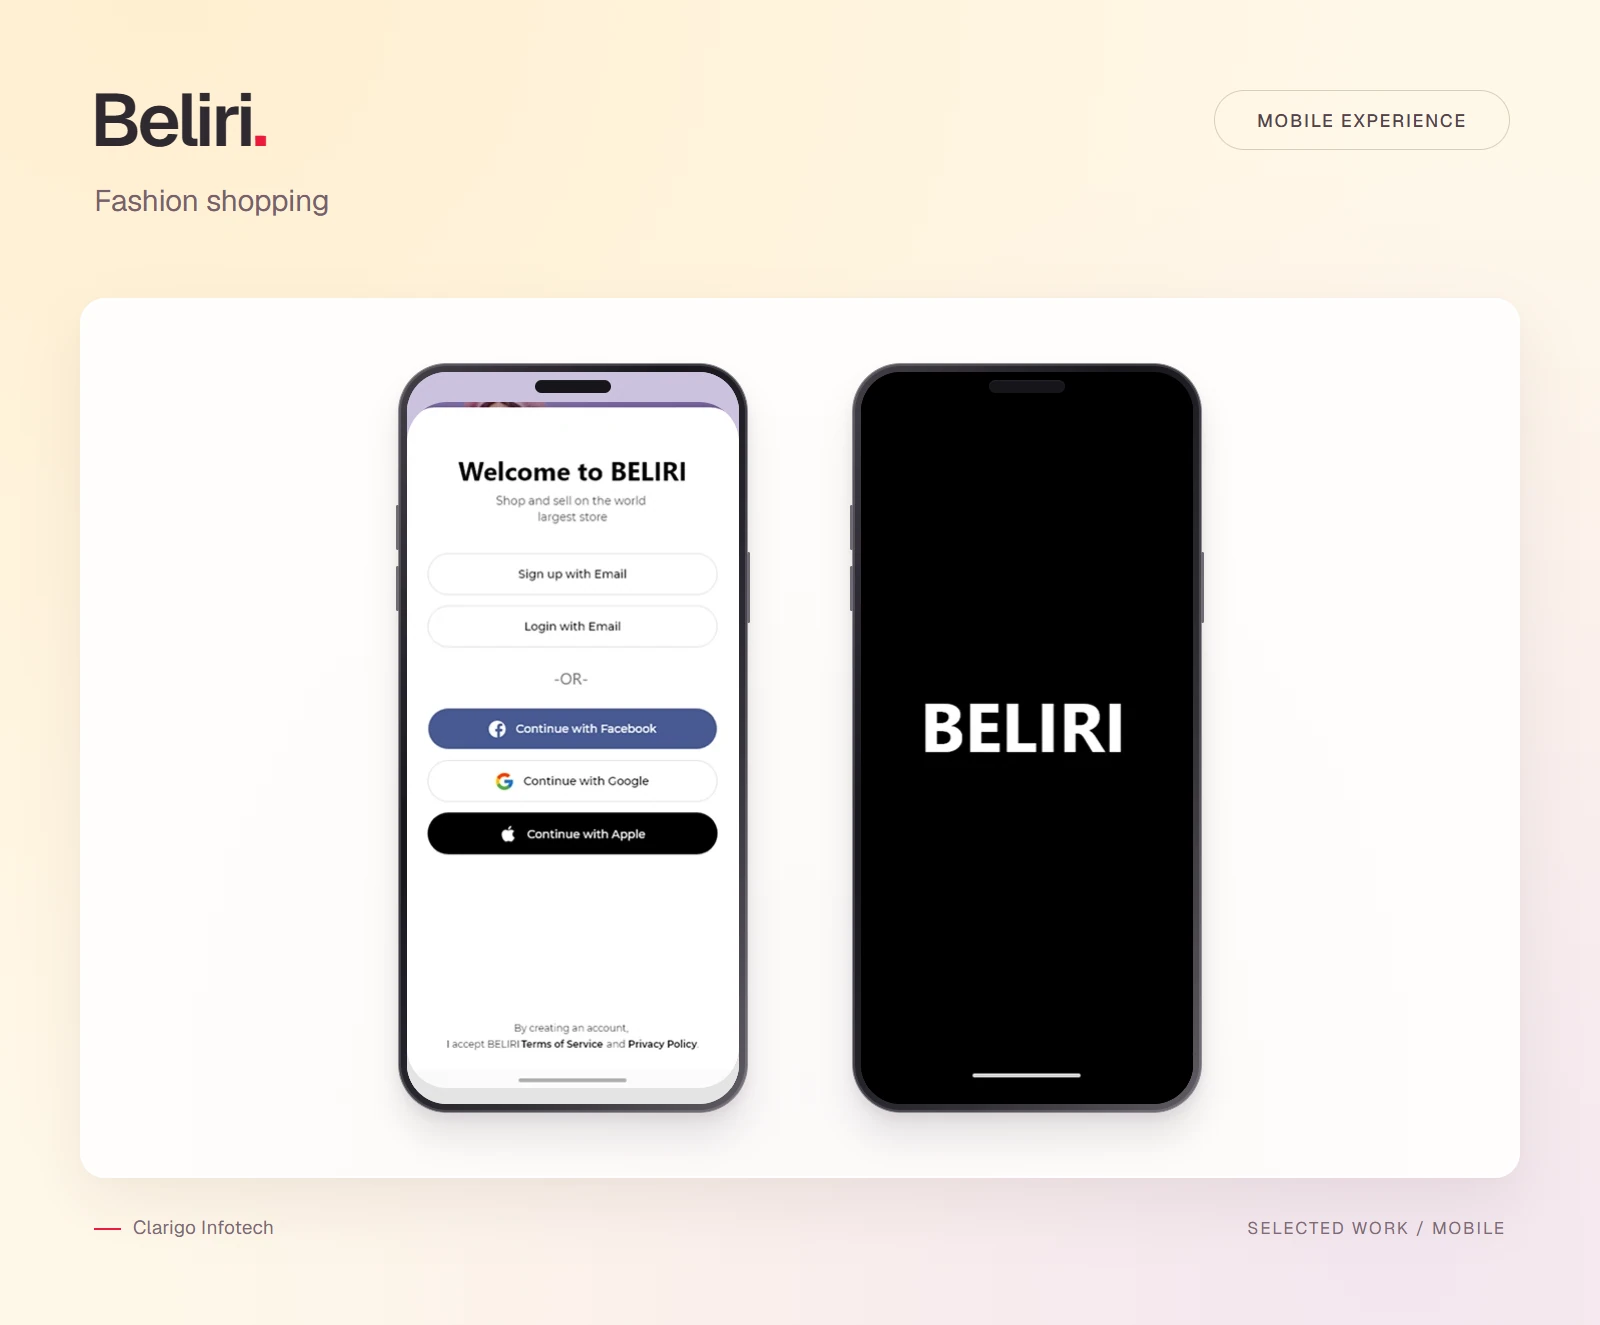 Beliri.
MOBILE EXPERIENCE
Fashion shopping
Welcome to BELIRI
Shop and sell on the world
largest store
Sign up with Email
Login with Email
-OR-
Continue with Facebook
Continue with Google
Continue with Apple
By creating an account,
I accept BELIRI Terms of Service and Privacy Policy.
BELIRI
Clarigo Infotech
SELECTED WORK / MOBILE